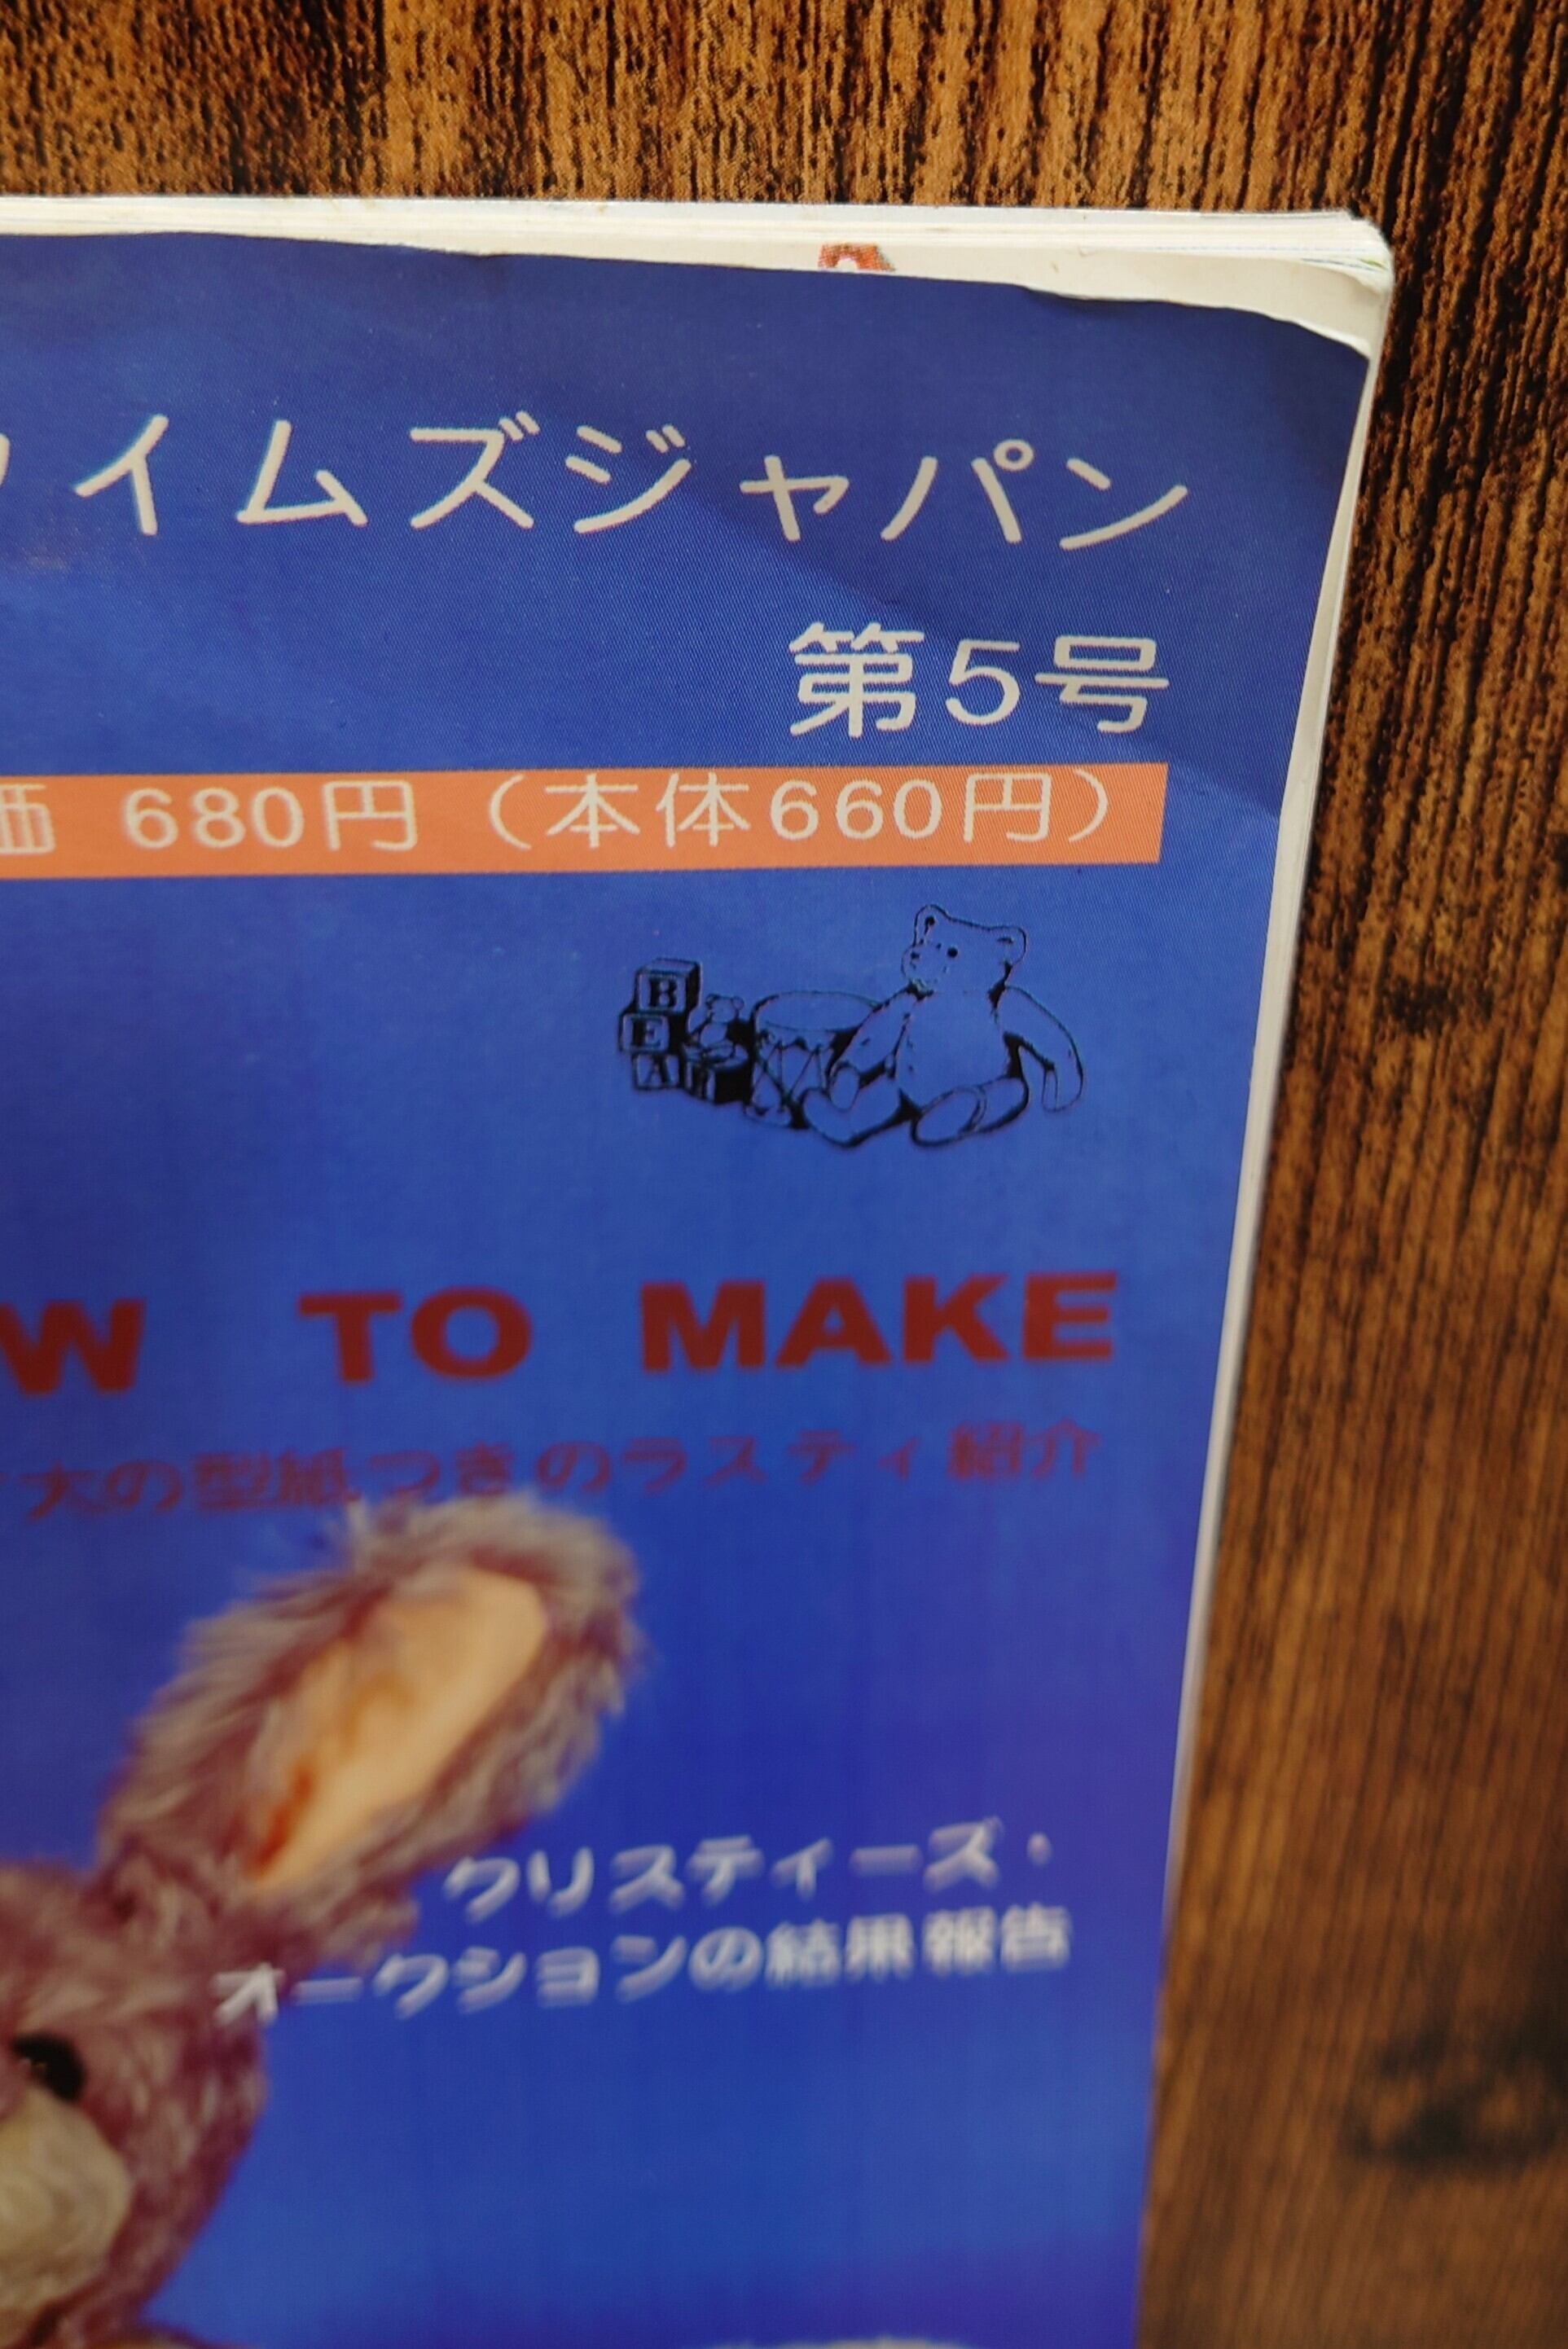 イムズジャパン
第5号
価 680円（本体660円）
B
E
A
W TO MAKE
大の型紙つきのラスティ紹介
クリスティーズ・
オークションの結果報告